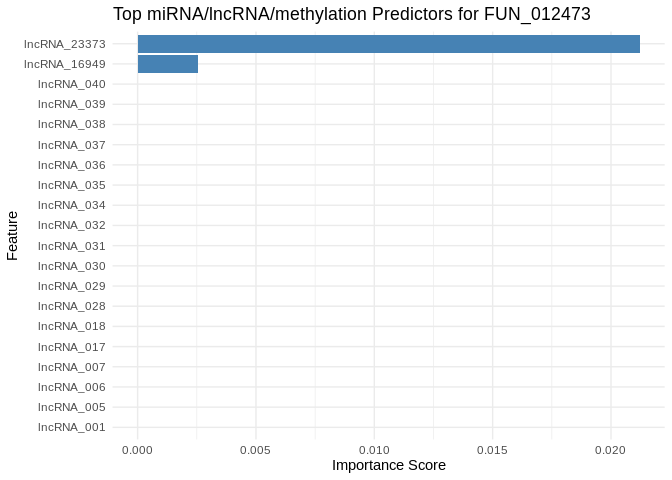 Top miRNA/lncRNA/methylation Predictors for FUN_012473
Feature
lncRNA_23373
lncRNA_16949
lncRNA_040
lncRNA_039
lncRNA_038
lncRNA_037
lncRNA_036
lncRNA_035
lncRNA_034
lncRNA_032
lncRNA_031
lncRNA_030
lncRNA_029
lncRNA_028
lncRNA_018
lncRNA_017
lncRNA_007
lncRNA_006
lncRNA_005
lncRNA_001
0.000 0.005 0.010 0.015 0.020
Importance Score